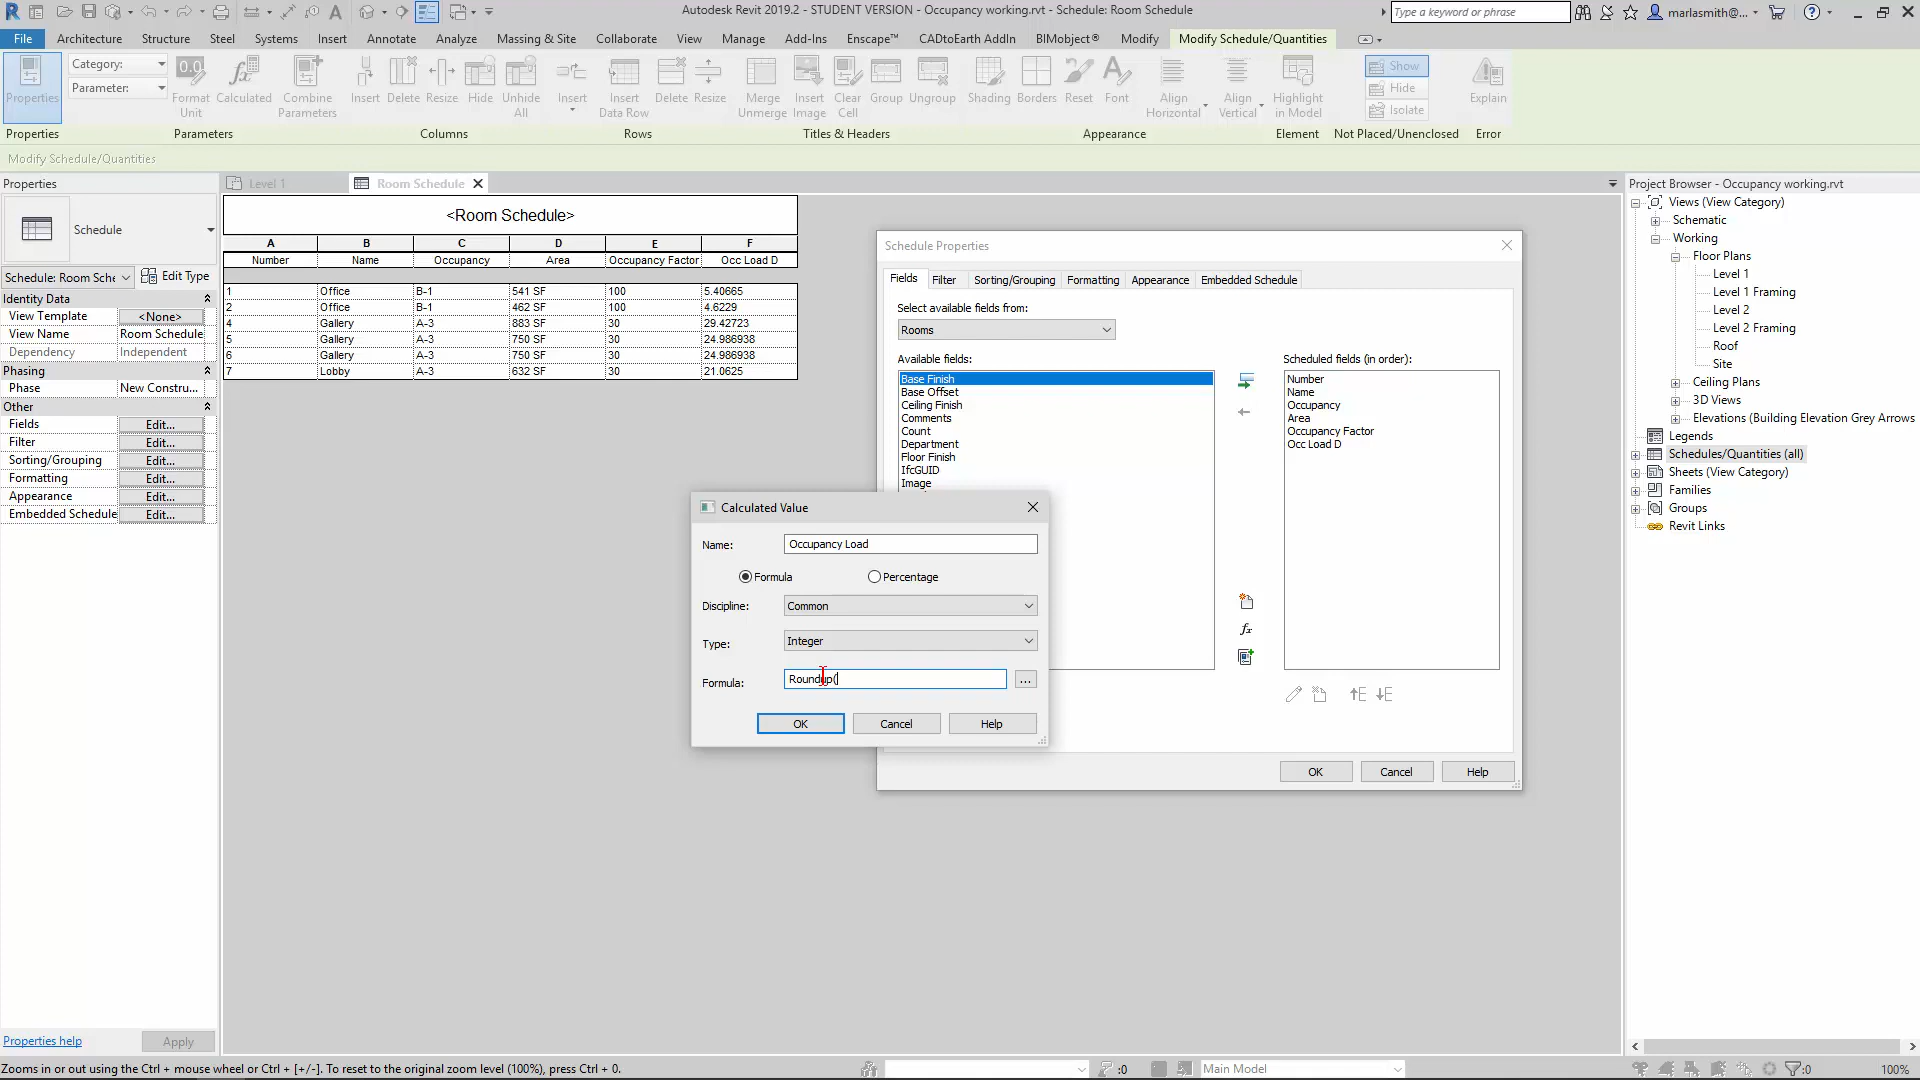 Autodesk Revit 2019.2 - STUDENT VERSION - Occupancy working.rvt - Schedule: Room Schedule
Type a keyword or phrase
marlasmith@...
File Architecture Structure Steel Systems Insert Annotate Analyze Massing & Site Collaborate View Manage Add-Ins Enscape™ CADtoEarth AddIn BIMobject® Modify Modify Schedule/Quantities
Properties
Category:
Parameter:
Format Unit
Calculated
Combine Parameters
Insert Delete Resize Hide Unhide All
Insert Insert Data Row Delete Resize
Merge Unmerge Insert Image Clear Cell Group Ungroup
Shading Borders Reset Font Align Horizontal Align Vertical
Highlight in Model
Show
Hide
Isolate
Explain
Properties Parameters Columns Rows Titles & Headers Appearance Element Not Placed/Unenclosed Error
Modify Schedule/Quantities
Properties
Schedule
Schedule: Room Sche Edit Type
Identity Data
View Template <None>
View Name Room Schedule
Dependency Independent
Phasing
Phase New Constru...
Other
Fields Edit...
Filter Edit...
Sorting/Grouping Edit...
Formatting Edit...
Appearance Edit...
Embedded Schedule Edit...
Properties help Apply
Level 1 Room Schedule
<Room Schedule>
A B C D E F
Number Name Occupancy Area Occupancy Factor Occ Load D
1 Office B-1 541 SF 100 5.40665
2 Office B-1 462 SF 100 4.6229
4 Gallery A-3 883 SF 30 29.42723
5 Gallery A-3 750 SF 30 24.986938
6 Gallery A-3 750 SF 30 24.986938
7 Lobby A-3 632 SF 30 21.0625
Schedule Properties
Fields Filter Sorting/Grouping Formatting Appearance Embedded Schedule
Select available fields from:
Rooms
Available fields:
Base Finish
Base Offset
Ceiling Finish
Comments
Count
Department
Floor Finish
IfcGUID
Image
Scheduled fields (in order):
Number
Name
Occupancy
Area
Occupancy Factor
Occ Load D
OK Cancel Help
Calculated Value
Name: Occupancy Load
Formula Percentage
Discipline: Common
Type: Integer
Formula: Roundup( ...
OK Cancel Help
Project Browser - Occupancy working.rvt
Views (View Category)
Schematic
Working
Floor Plans
Level 1
Level 1 Framing
Level 2
Level 2 Framing
Roof
Site
Ceiling Plans
3D Views
Elevations (Building Elevation Grey Arrows
Legends
Schedules/Quantities (all)
Sheets (View Category)
Families
Groups
Revit Links
Zooms in or out using the Ctrl + mouse wheel or Ctrl + [+/-]. To reset to the original zoom level (100%), press Ctrl + 0.
:0 Main Model :0 100%